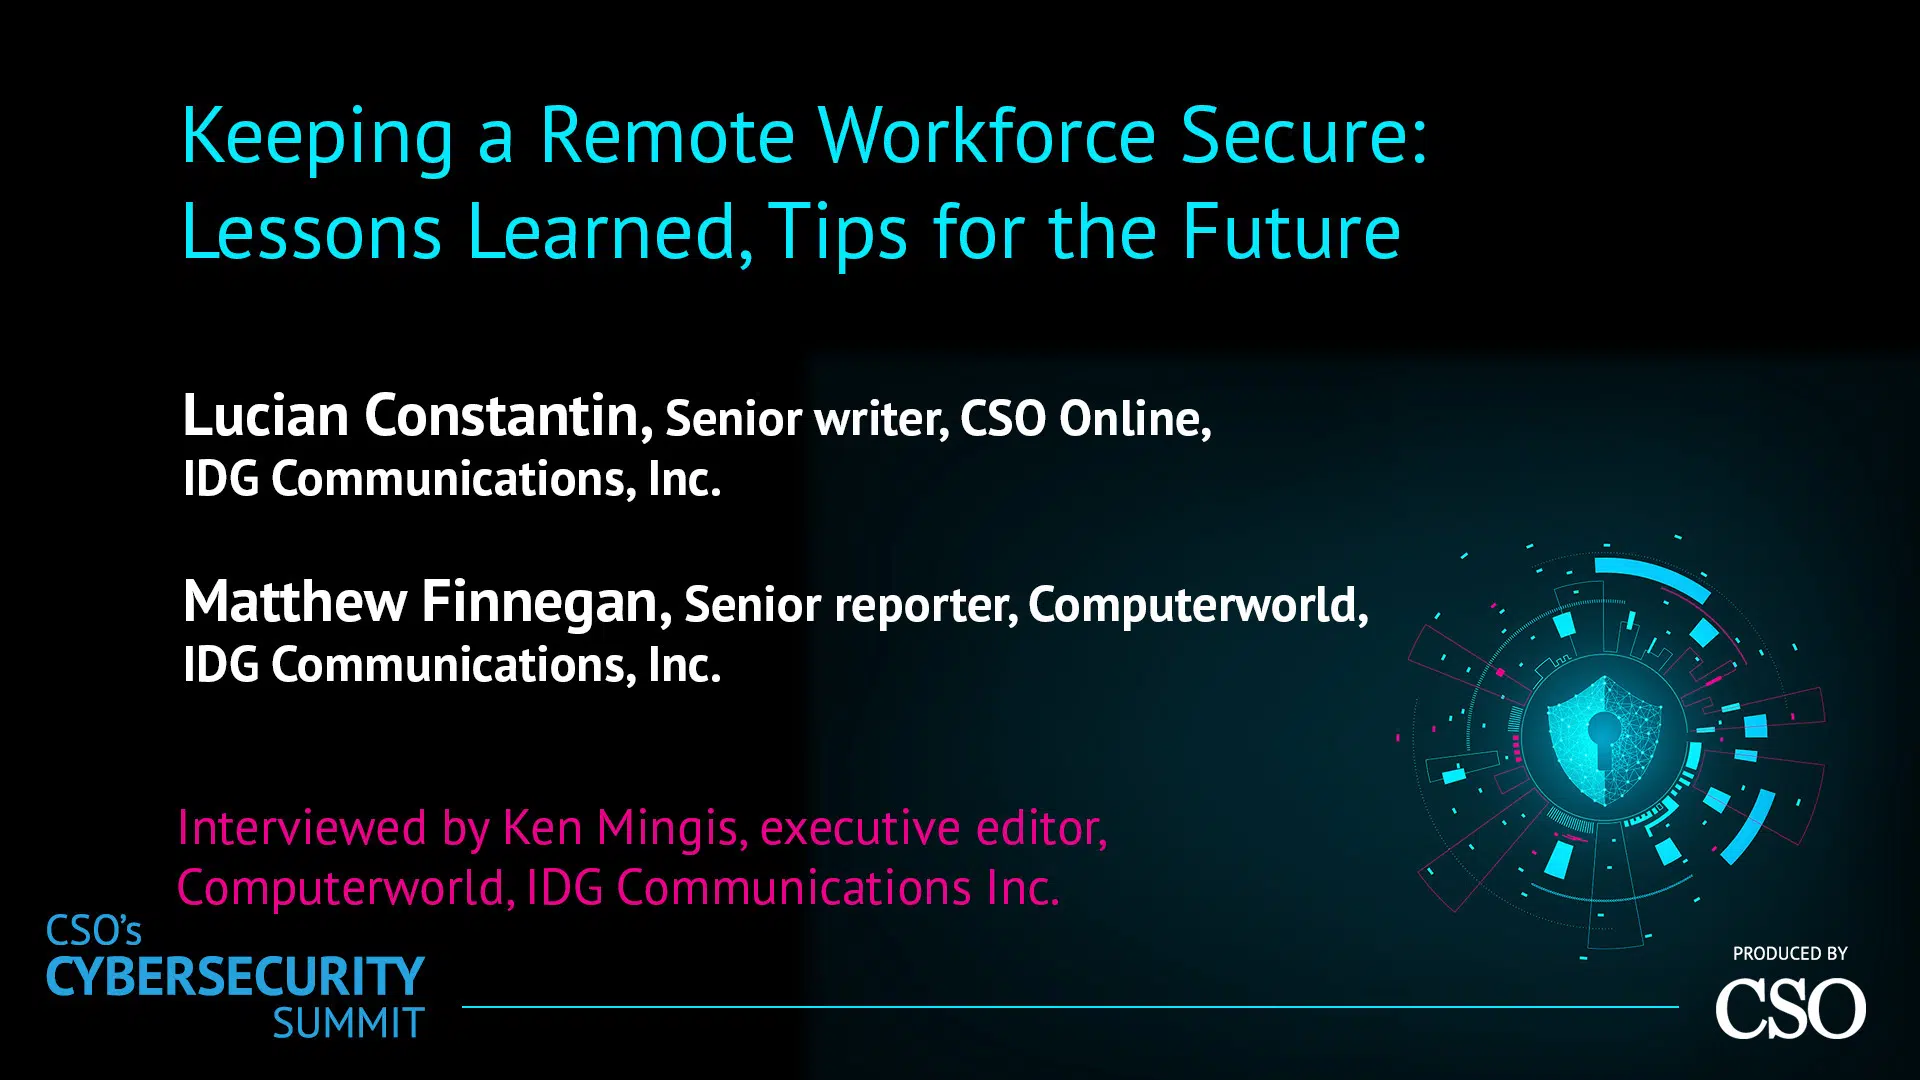 Keeping a Remote Workforce Secure:
Lessons Learned, Tips for the Future
Lucian Constantin, Senior writer, CSO Online,
IDG Communications, Inc.
Matthew Finnegan, Senior reporter, Computerworld,
IDG Communications, Inc.
Interviewed by Ken Mingis, executive editor,
Computerworld, IDG Communications Inc.
CSO’s
CYBERSECURITY
SUMMIT
PRODUCED BY
CSO